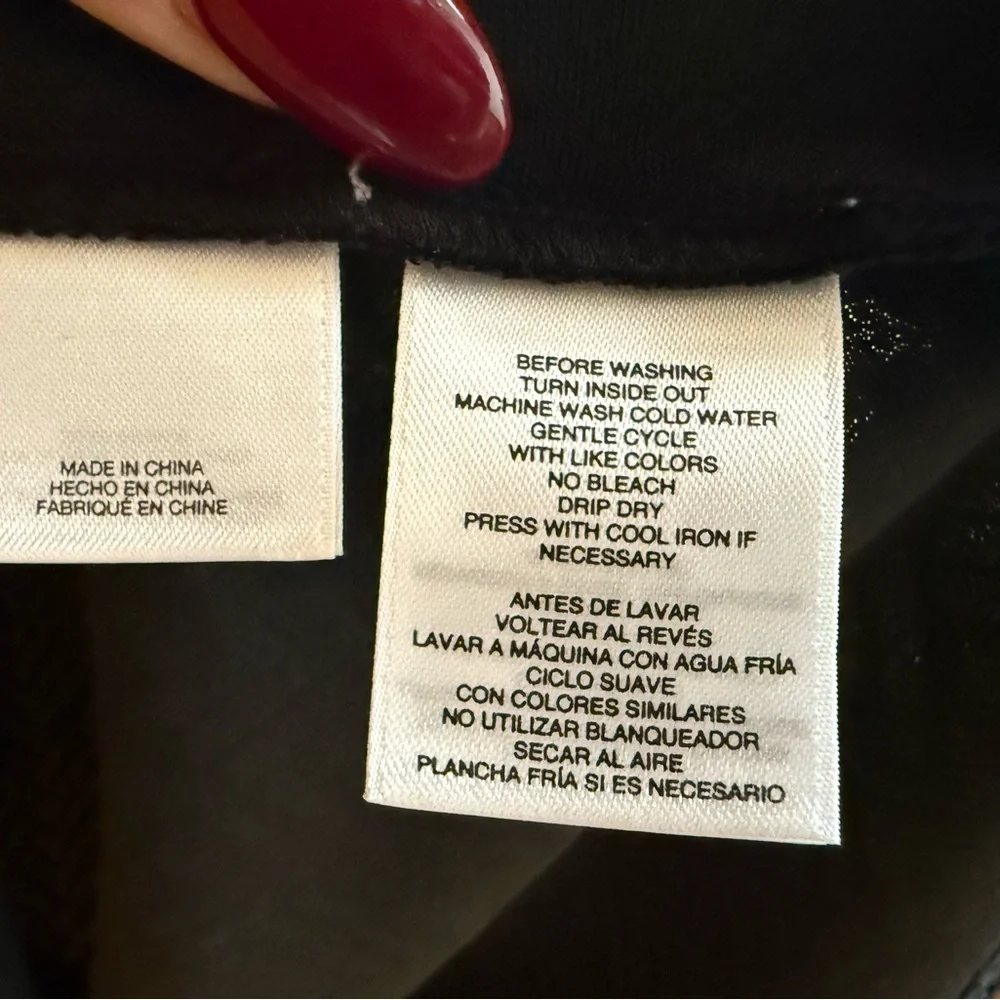 MADE IN CHINA
HECHO EN CHINA
FABRIQUÉ EN CHINE
BEFORE WASHING
TURN INSIDE OUT
MACHINE WASH COLD WATER
GENTLE CYCLE
WITH LIKE COLORS
NO BLEACH
DRIP DRY
PRESS WITH COOL IRON IF
NECESSARY
ANTES DE LAVAR
VOLTEAR AL REVÉS
LAVAR A MÁQUINA CON AGUA FRÍA
CICLO SUAVE
CON COLORES SIMILARES
NO UTILIZAR BLANQUEADOR
SECAR AL AIRE
PLANCHA FRÍA SI ES NECESARIO